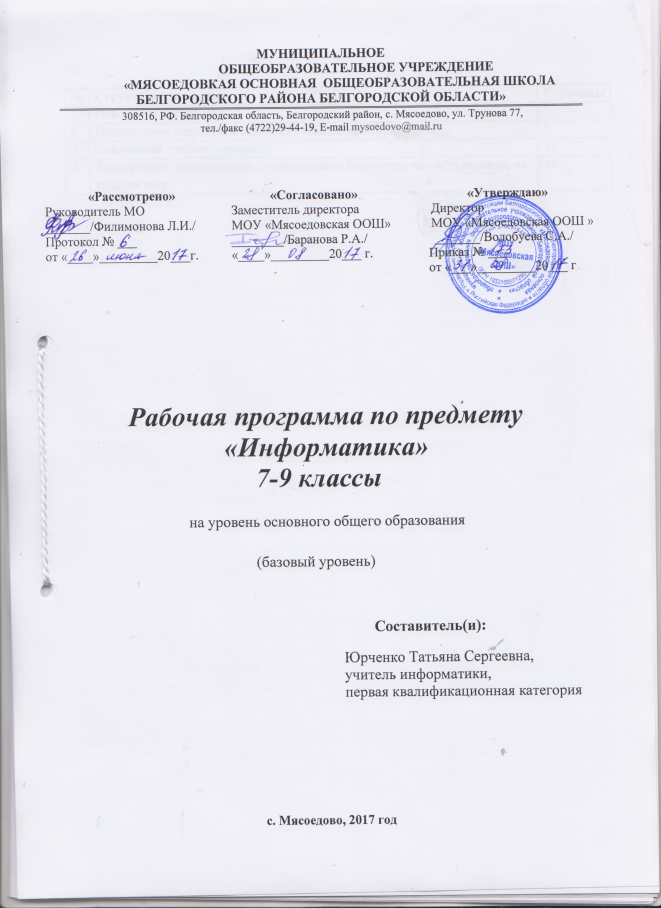 МУНИЦИПАЛЬНОЕ
ОБЩЕОБРАЗОВАТЕЛЬНОЕ УЧРЕЖДЕНИЕ
«МЯСОЕДОВКАЯ ОСНОВНАЯ ОБЩЕОБРАЗОВАТЕЛЬНАЯ ШКОЛА
БЕЛГОРОДСКОГО РАЙОНА БЕЛГОРОДСКОЙ ОБЛАСТИ»
308516, РФ. Белгородская область, Белгородский район, с. Мясоедово, ул. Трунова 77,
тел./факс (4722)29-44-19, E-mail mysoedovo@mail.ru
«Рассмотрено»
Руководитель МО
/Филимонова Л.И./
Протокол № 6
от « 26 » июня 2017 г.
«Согласовано»
Заместитель директора
МОУ «Мясоедовская ООШ»
/Баранова Р.А./
« 28 » 08 2017 г.
«Утверждаю»
Директор
МОУ «Мясоедовская ООШ »
С.А./
Приказ №
от « 31 » 20 17 г
Рабочая программа по предмету
«Информатика»
7-9 классы
на уровень основного общего образования
(базовый уровень)
Составитель(и):
Юрченко Татьяна Сергеевна,
учитель информатики,
первая квалификационная категория
с. Мясоедово, 2017 год